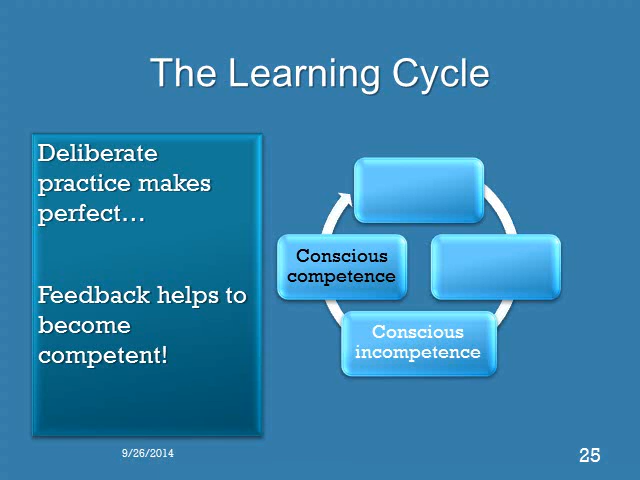 The Learning Cycle
Deliberate
practice makes
perfect…
Feedback helps to
become
competent!
Conscious
competence
Conscious
incompetence
9/26/2014
25